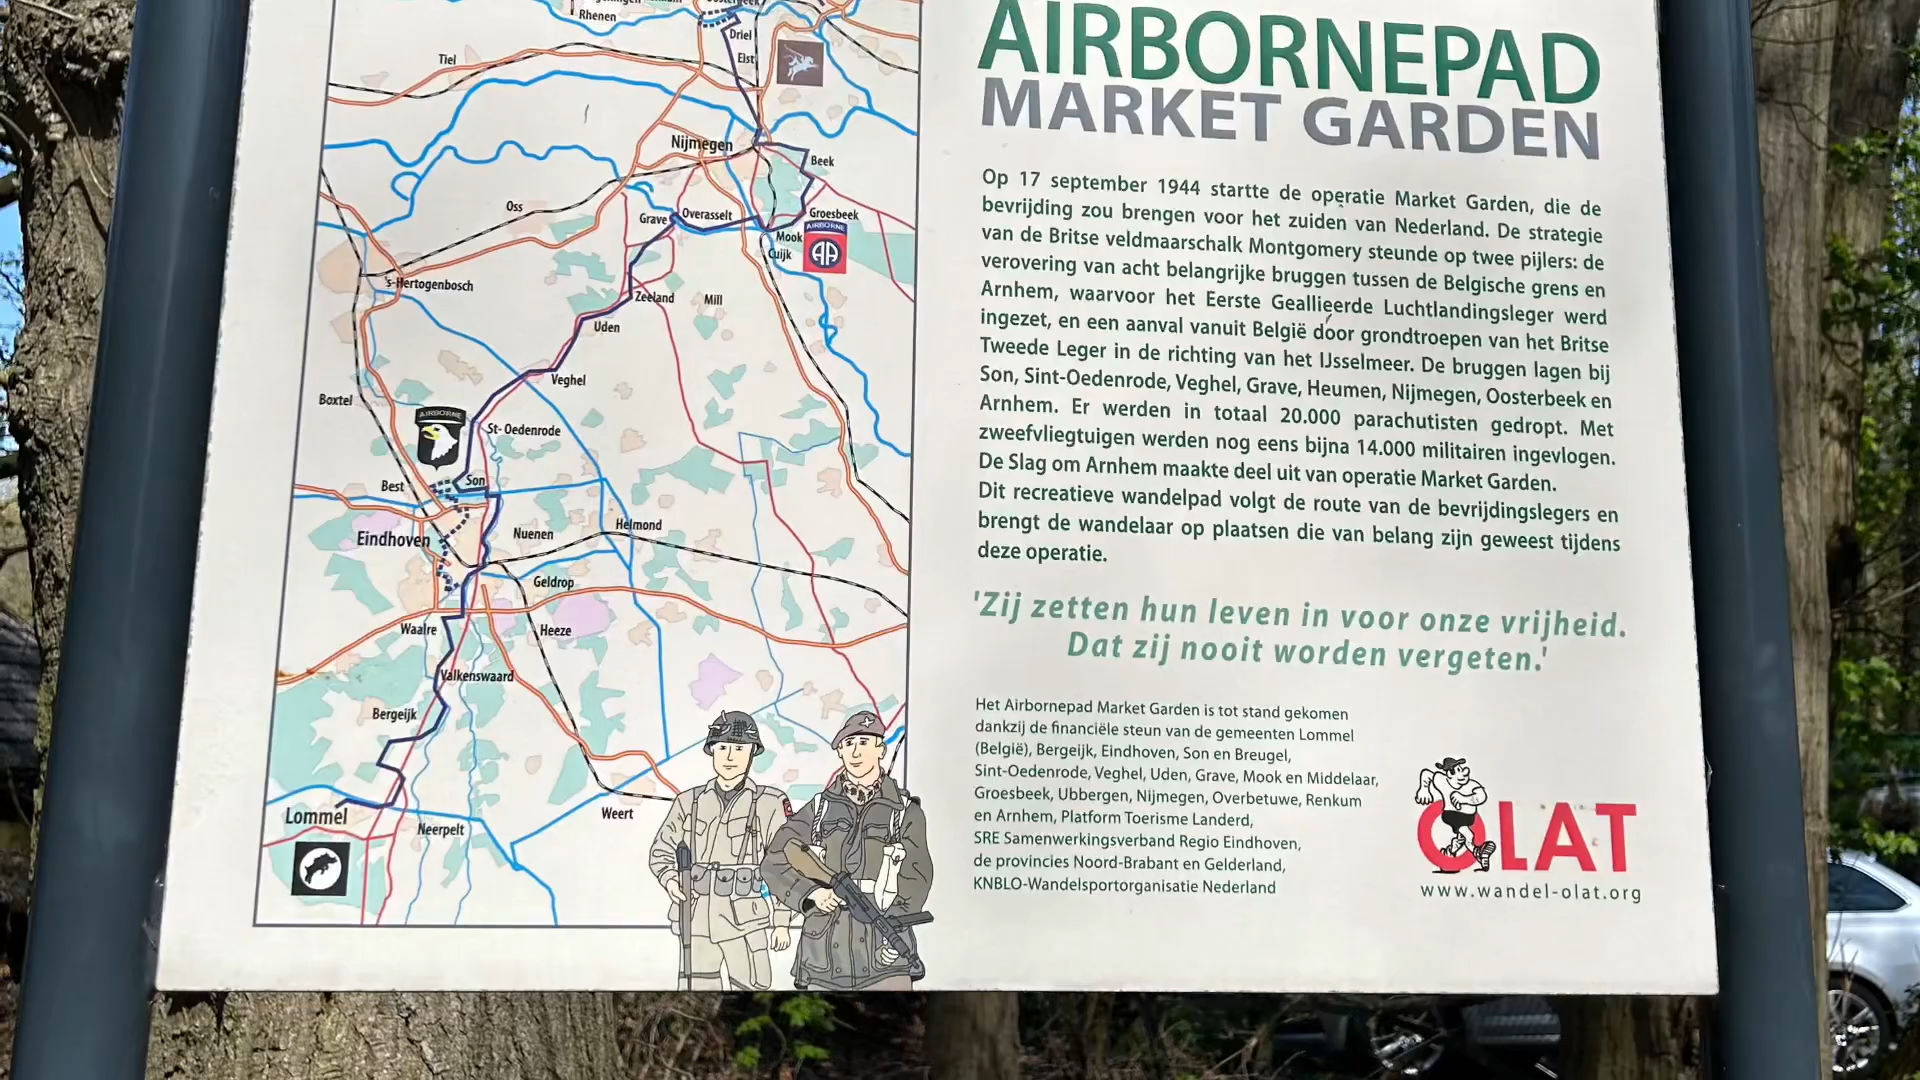 Rhenen
Driel
Elst
Tiel
Nijmegen
Beek
Oss
Grave
Overasselt
Groesbeek
AIRBORNE
AA
Mook
Cuijk
's-Hertogenbosch
Zeeland
Mill
Uden
Veghel
Boxtel
AIRBORNE
St- Oedenrode
Best
Son
Helmond
Nuenen
Eindhoven
Geldrop
Waalre
Heeze
Valkenswaard
Bergeijk
Lommel
Neerpelt
Weert
AIRBORNEPAD
MARKET GARDEN
Op 17 september 1944 startte de operatie Market Garden, die de
bevrijding zou brengen voor het zuiden van Nederland. De strategie
van de Britse veldmaarschalk Montgomery steunde op twee pijlers: de
verovering van acht belangrijke bruggen tussen de Belgische grens en
Arnhem, waarvoor het Eerste Geallieerde Luchtlandingsleger werd
ingezet, en een aanval vanuit België door grondtroepen van het Britse
Tweede Leger in de richting van het IJsselmeer. De bruggen lagen bij
Son, Sint-Oedenrode, Veghel, Grave, Heumen, Nijmegen, Oosterbeek en
Arnhem. Er werden in totaal 20.000 parachutisten gedropt. Met
zweefvliegtuigen werden nog eens bijna 14.000 militairen ingevlogen.
De Slag om Arnhem maakte deel uit van operatie Market Garden.
Dit recreatieve wandelpad volgt de route van de bevrijdingslegers en
brengt de wandelaar op plaatsen die van belang zijn geweest tijdens
deze operatie.
'Zij zetten hun leven in voor onze vrijheid.
Dat zij nooit worden vergeten.'
Het Airbornepad Market Garden is tot stand gekomen
dankzij de financiële steun van de gemeenten Lommel
(België), Bergeijk, Eindhoven, Son en Breugel,
Sint-Oedenrode, Veghel, Uden, Grave, Mook en Middelaar,
Groesbeek, Ubbergen, Nijmegen, Overbetuwe, Renkum
en Arnhem, Platform Toerisme Landerd,
SRE Samenwerkingsverband Regio Eindhoven,
de provincies Noord-Brabant en Gelderland,
KNBLO-Wandelsportorganisatie Nederland
OLAT
www.wandel-olat.org